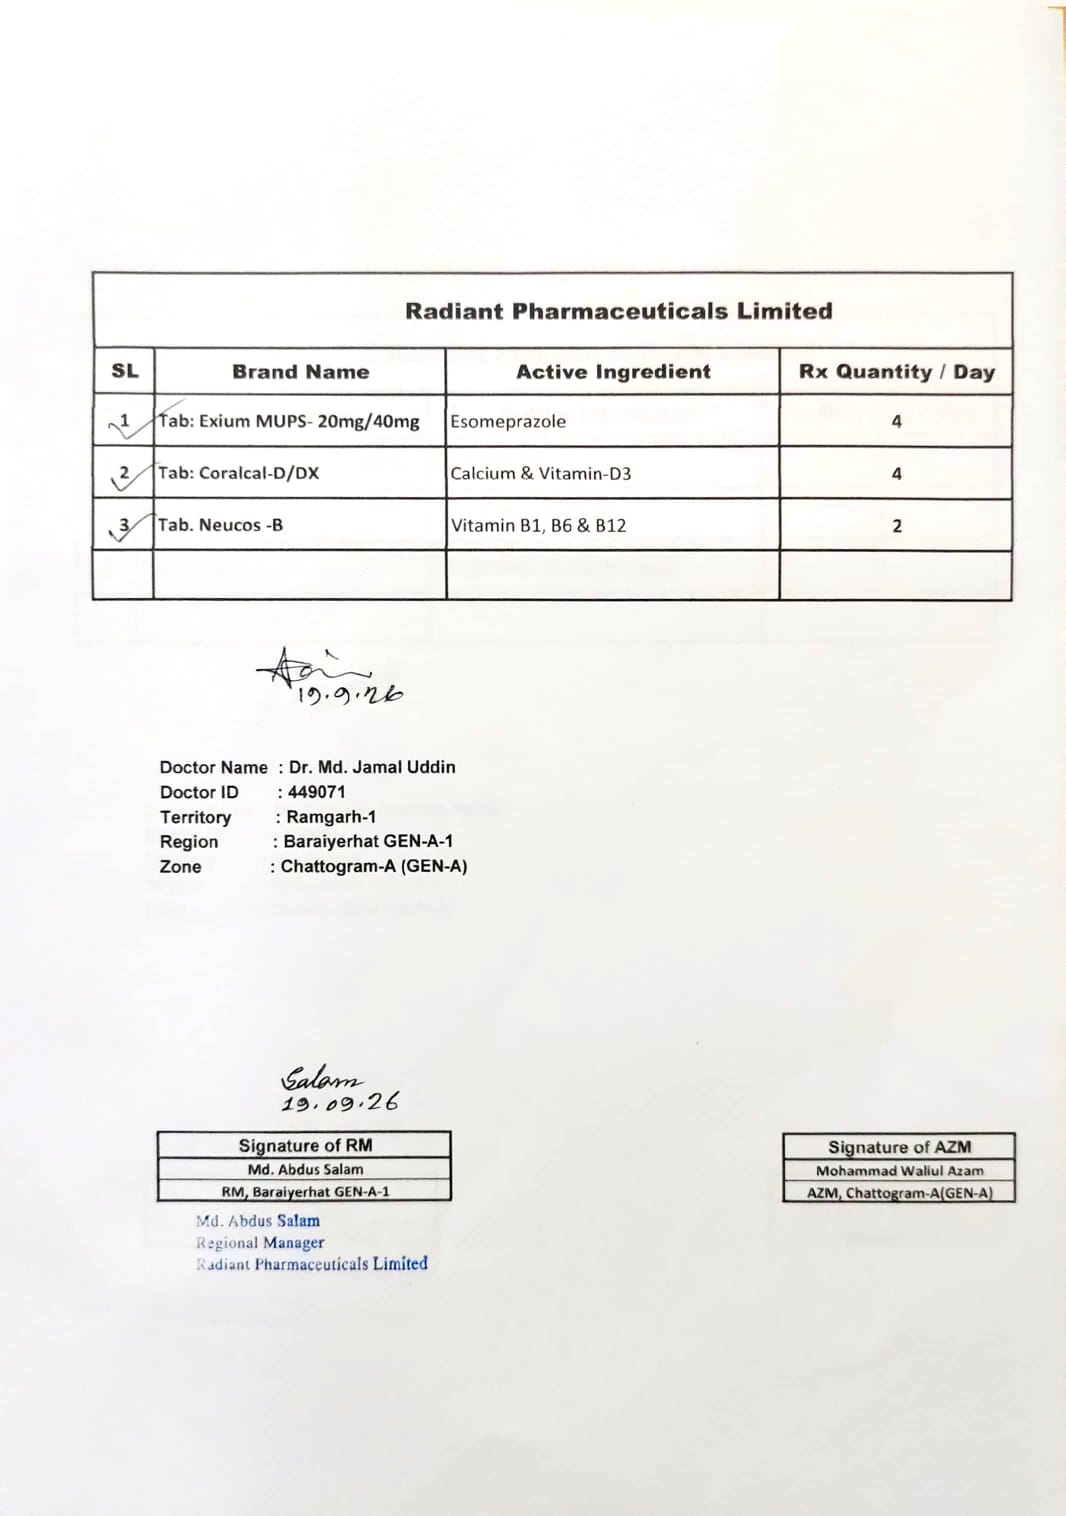 Radiant Pharmaceuticals Limited
SL Brand Name Active Ingredient Rx Quantity / Day
1 Tab: Exium MUPS- 20mg/40mg Esomeprazole 4
2 Tab: Coralcal-D/DX Calcium & Vitamin-D3 4
3 Tab. Neucos -B Vitamin B1, B6 & B12 2
19.9.26
Doctor Name : Dr. Md. Jamal Uddin
Doctor ID : 449071
Territory : Ramgarh-1
Region : Baraiyerhat GEN-A-1
Zone : Chattogram-A (GEN-A)
Salam
19.09.26
Signature of RM Signature of AZM
Md. Abdus Salam Mohammad Waliul Azam
RM, Baraiyerhat GEN-A-1 AZM, Chattogram-A(GEN-A)
Md. Abdus Salam
Regional Manager
Radiant Pharmaceuticals Limited